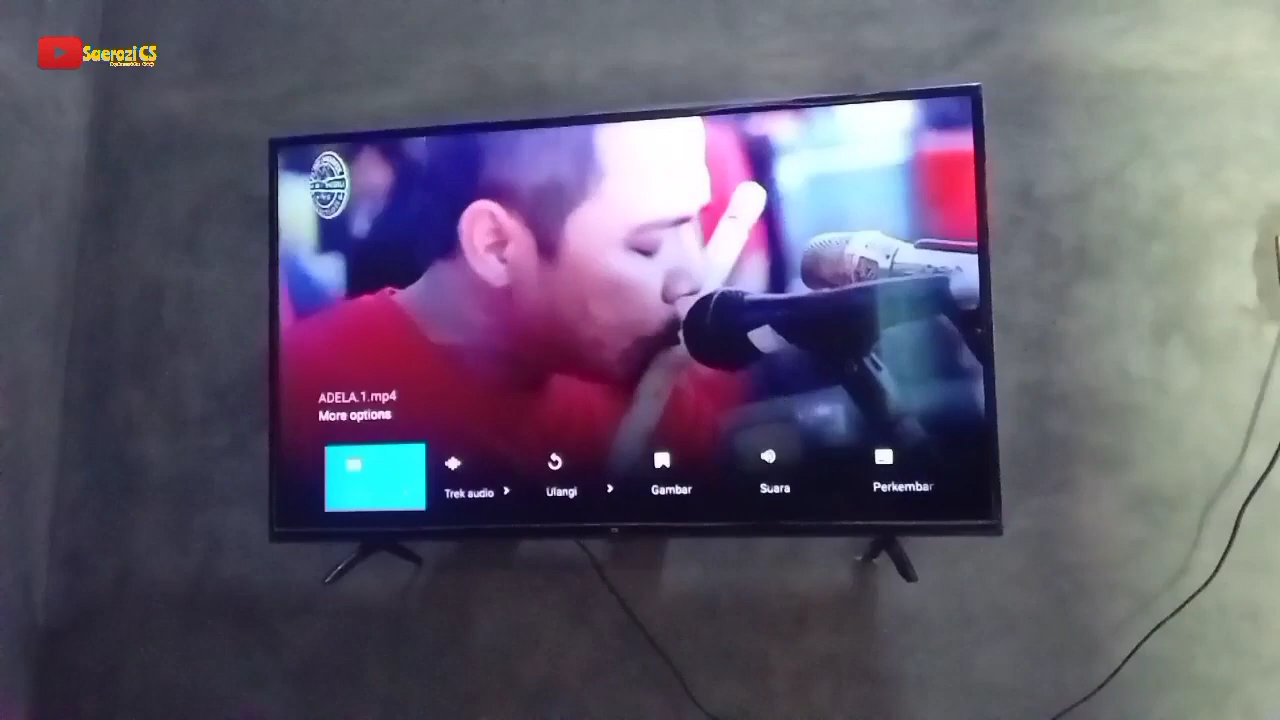 Saerozi CS
ADELA.1.mp4
More options
Trek audio
Ulangi
Gambar
Suara
Perkembar